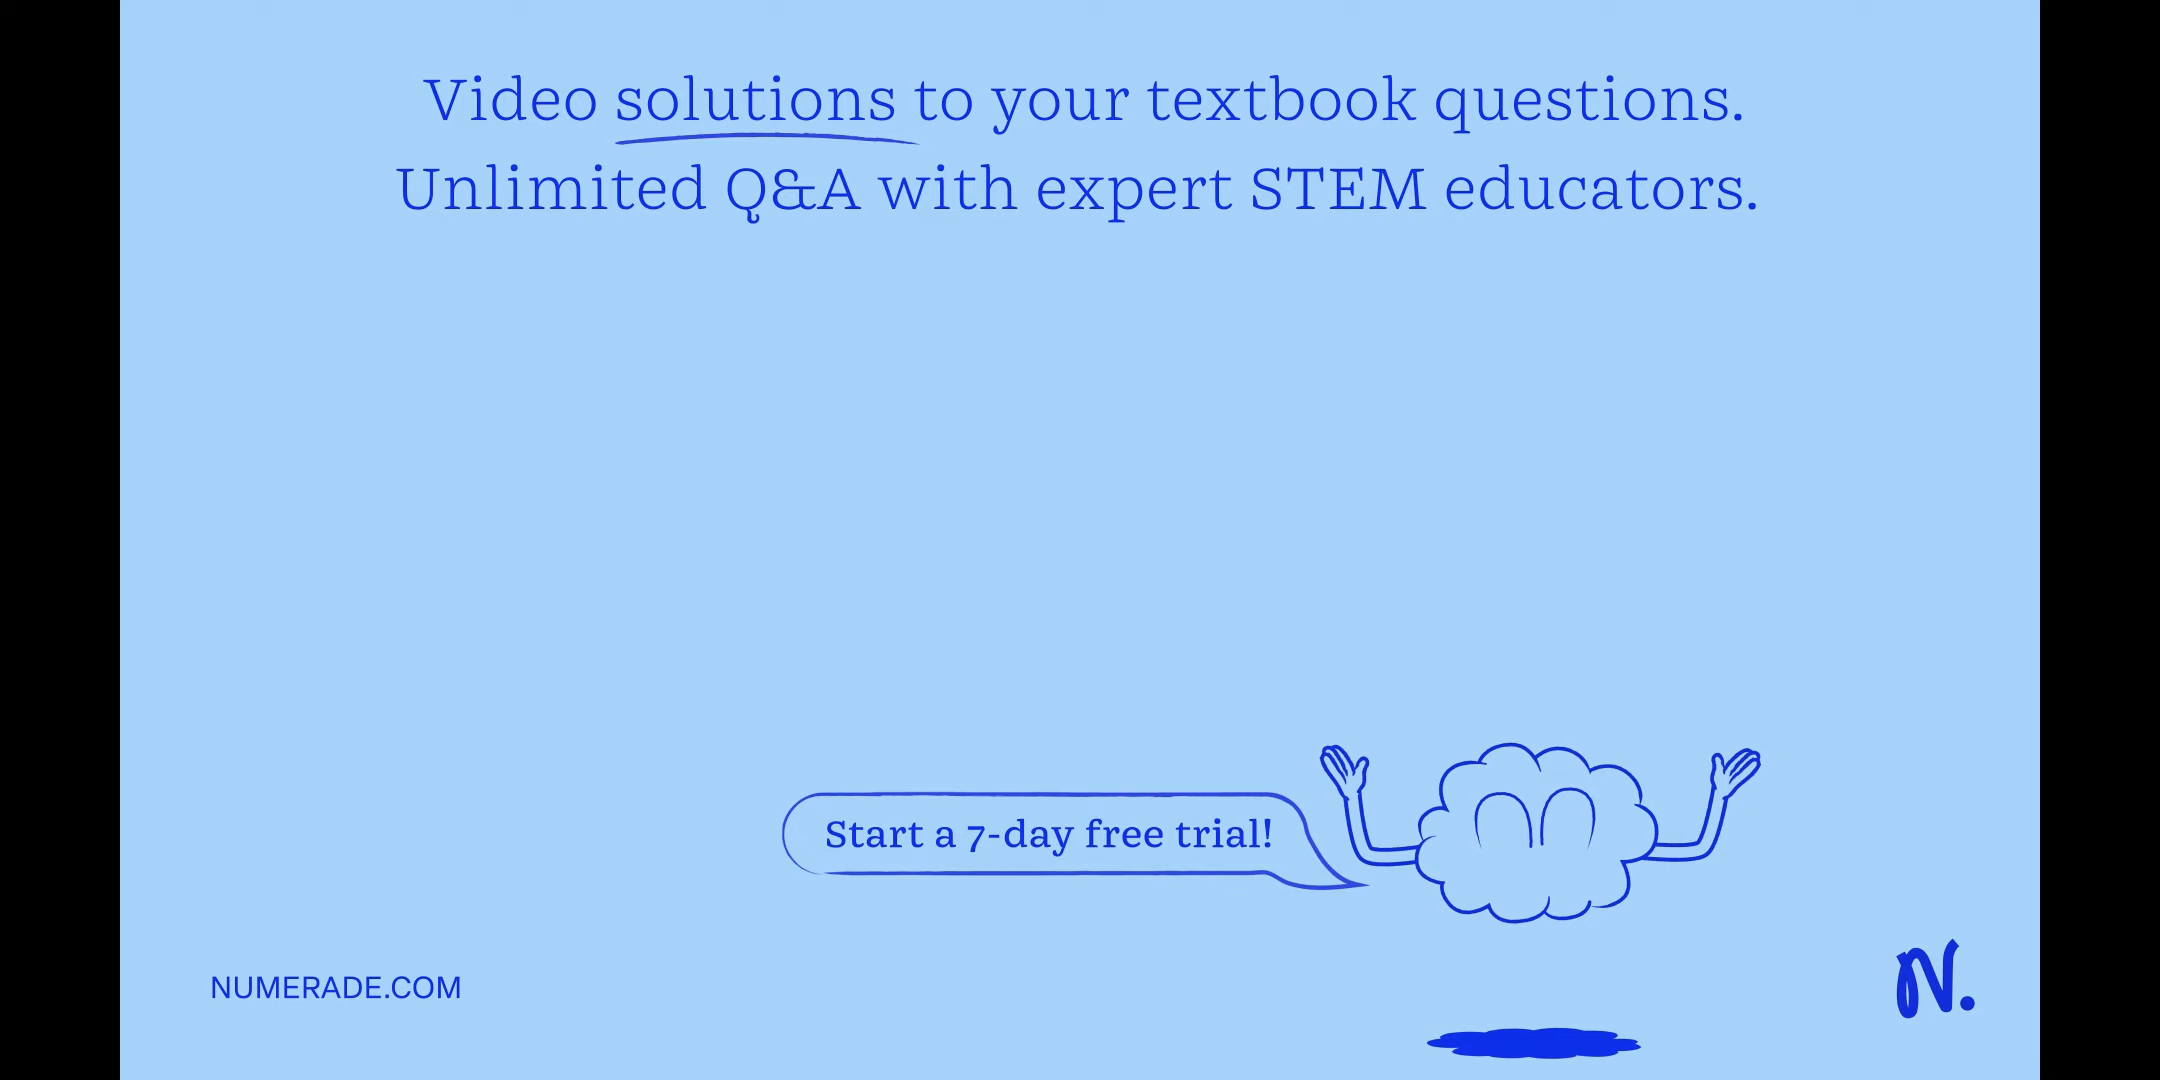 Video solutions to your textbook questions.
Unlimited Q&A with expert STEM educators.
Start a 7-day free trial!
NUMERADE.COM
N.